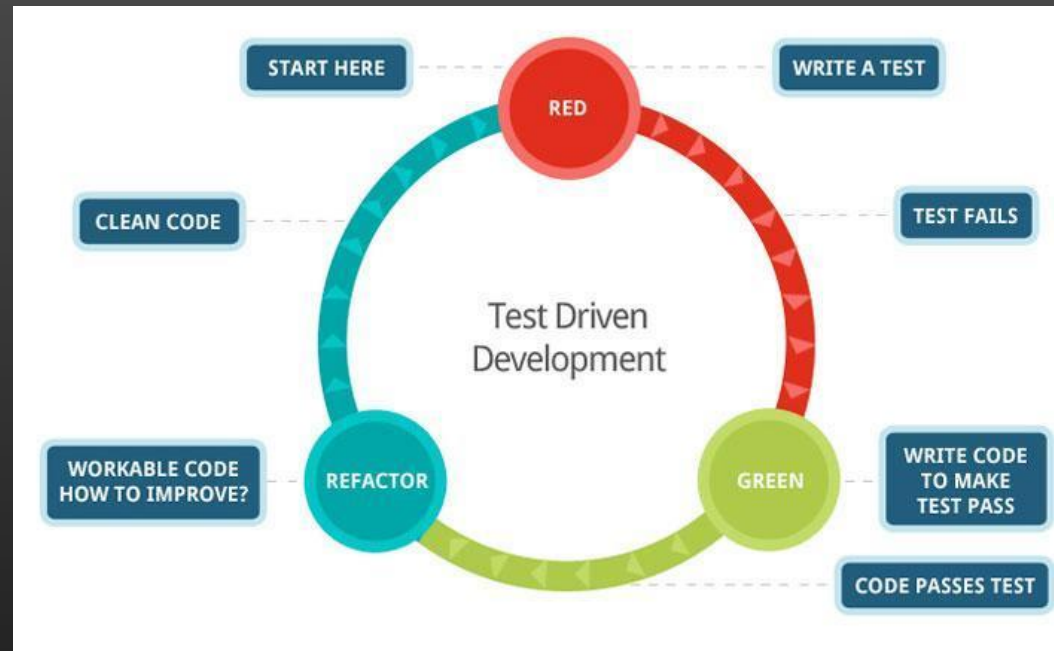 START HERE
RED
WRITE A TEST
CLEAN CODE
TEST FAILS
Test Driven
Development
WORKABLE CODE
HOW TO IMPROVE?
REFACTOR
GREEN
WRITE CODE
TO MAKE
TEST PASS
CODE PASSES TEST